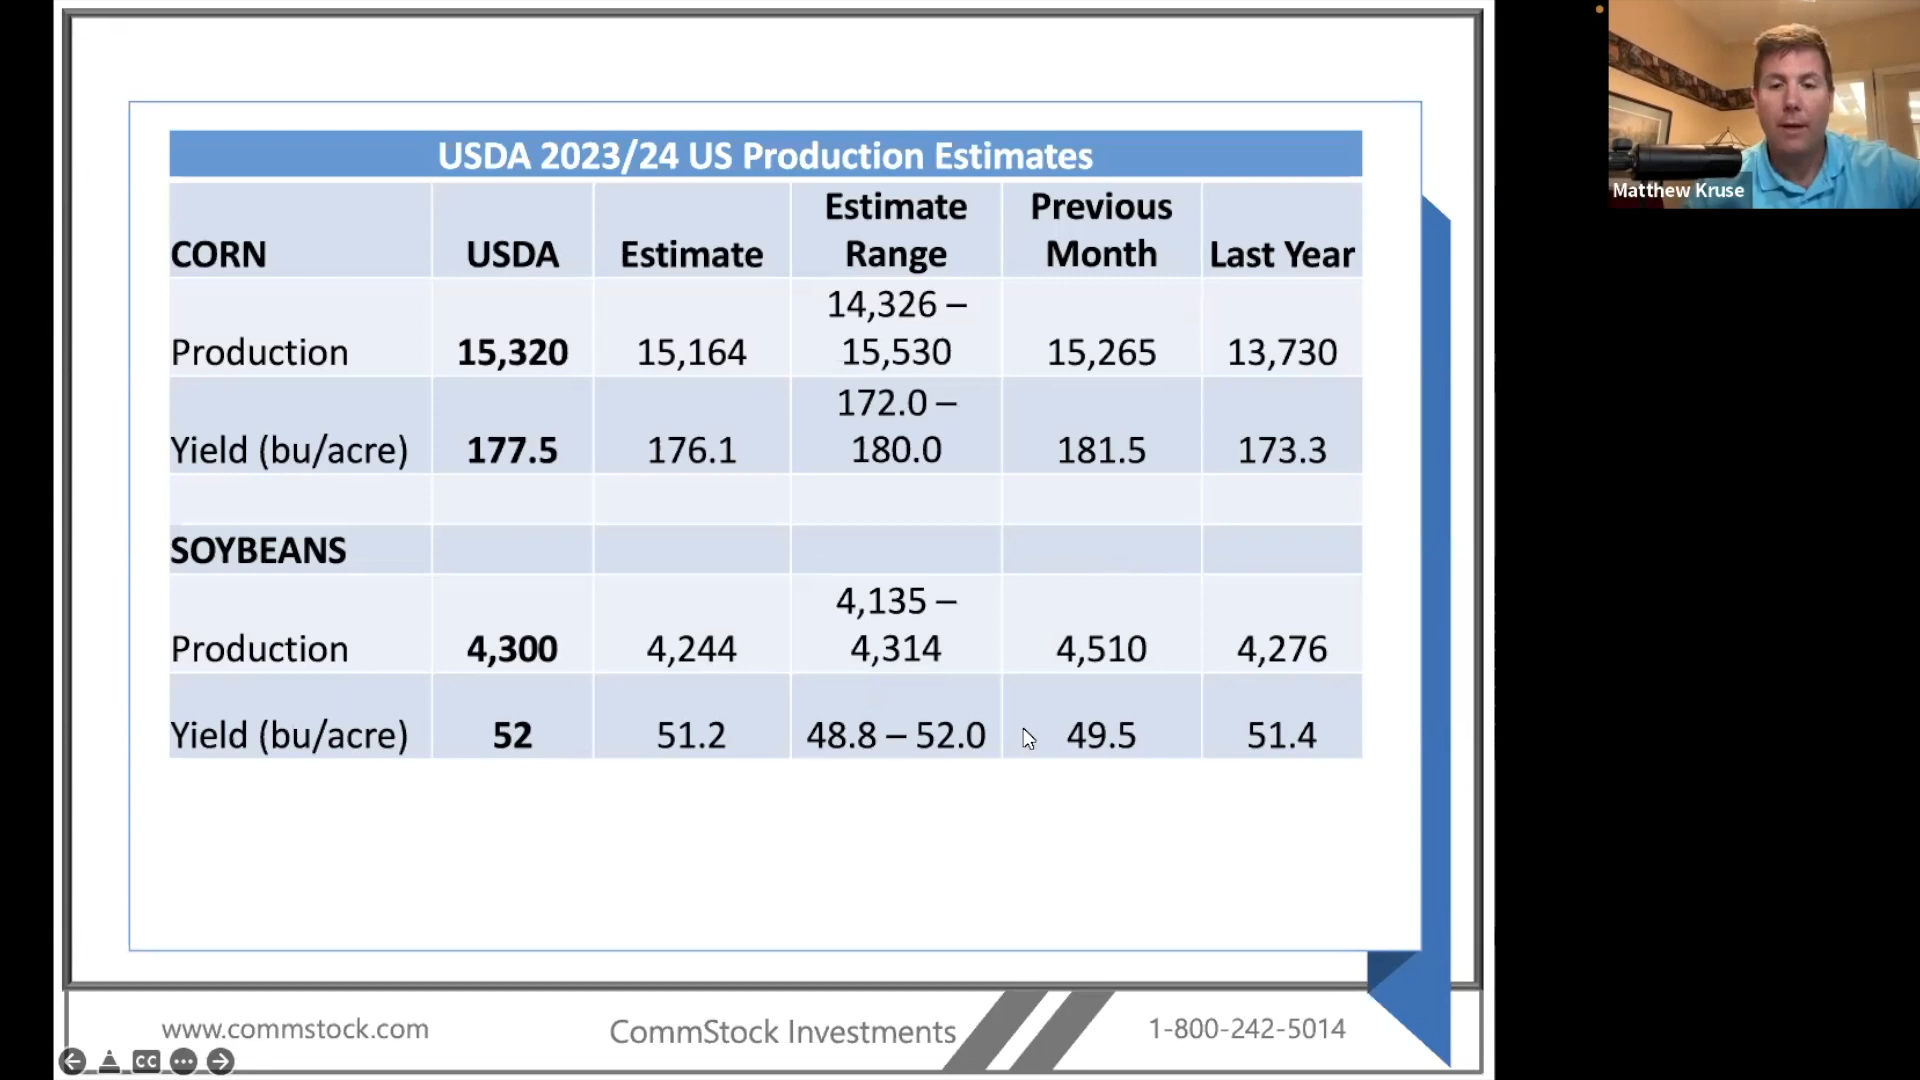 USDA 2023/24 US Production Estimates
CORN USDA Estimate Estimate Range Previous Month Last Year
Production 15,320 15,164 14,326 – 15,530 15,265 13,730
Yield (bu/acre) 177.5 176.1 172.0 – 180.0 181.5 173.3
SOYBEANS
Production 4,300 4,244 4,135 – 4,314 4,510 4,276
Yield (bu/acre) 52 51.2 48.8 – 52.0 49.5 51.4
www.commstock.com CommStock Investments 1-800-242-5014
CC
Matthew Kruse